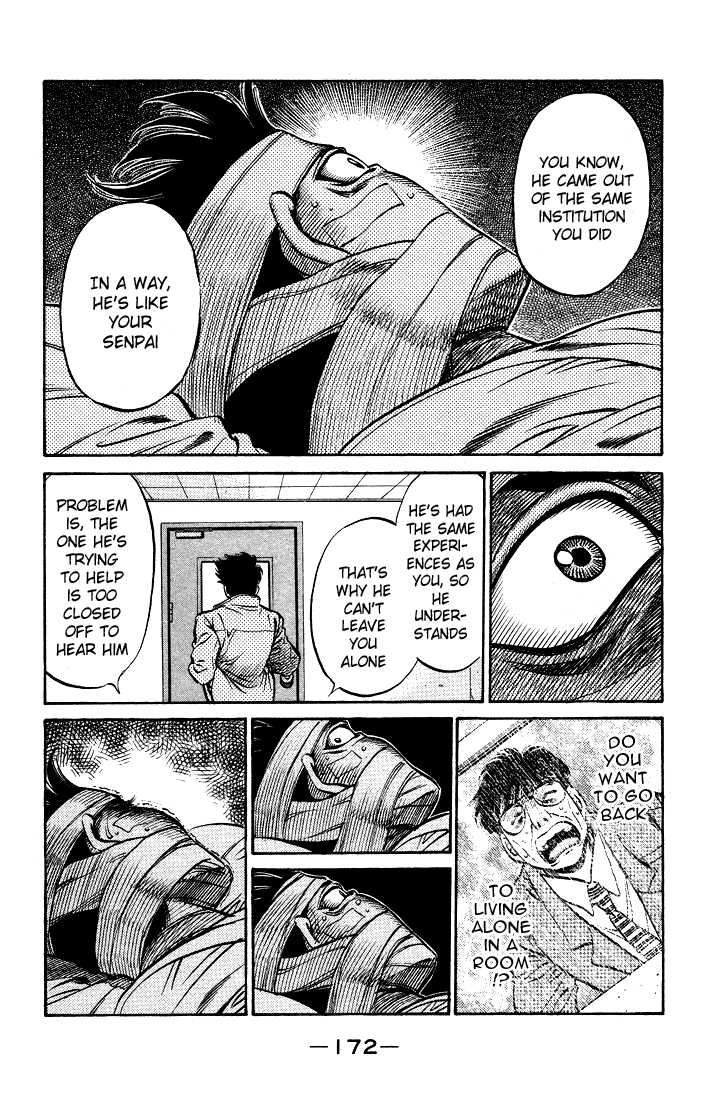 YOU KNOW,
HE CAME OUT
OF THE SAME
INSTITUTION
YOU DID
IN A WAY,
HE'S LIKE
YOUR
SENPAI
HE'S HAD
THE SAME
EXPERI-
ENCES AS
YOU, SO
HE
UNDER-
STANDS
THAT'S
WHY HE
CAN'T
LEAVE
YOU
ALONE
PROBLEM
IS, THE
ONE HE'S
TRYING
TO HELP
IS TOO
CLOSED
OFF TO
HEAR HIM
DO
YOU
WANT
TO GO
BACK
TO
LIVING
ALONE
IN A
ROOM
!?
—172—